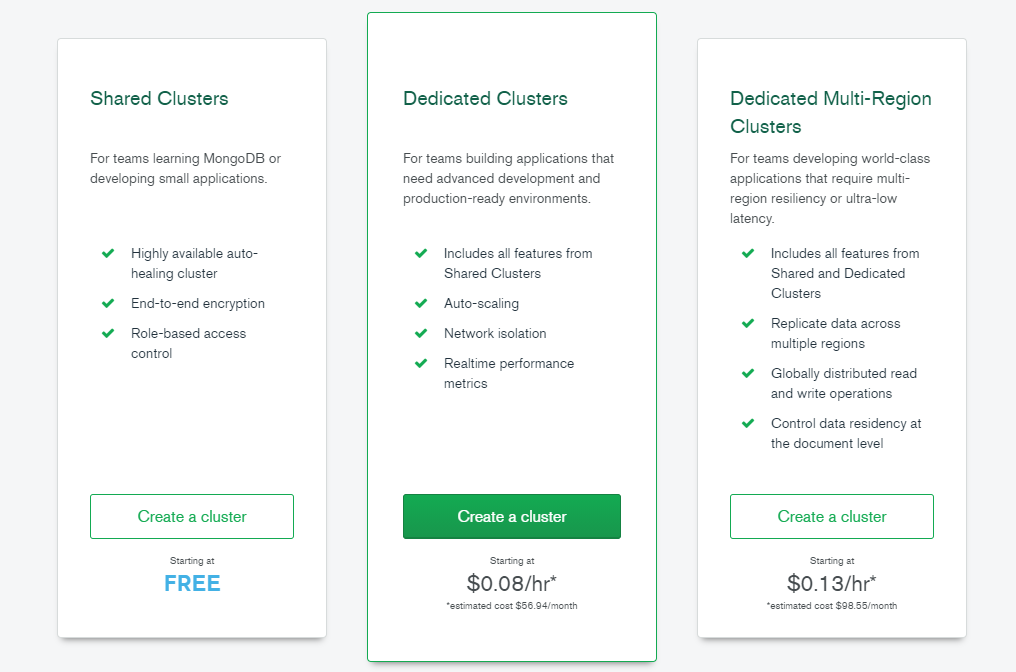 Shared Clusters
For teams learning MongoDB or
developing small applications.
Highly available auto-
healing cluster
End-to-end encryption
Role-based access
control
Create a cluster
Starting at
FREE
Dedicated Clusters
For teams building applications that
need advanced development and
production-ready environments.
Includes all features from
Shared Clusters
Auto-scaling
Network isolation
Realtime performance
metrics
Create a cluster
Starting at
$0.08/hr*
*estimated cost $56.94/month
Dedicated Multi-Region
Clusters
For teams developing world-class
applications that require multi-
region resiliency or ultra-low
latency.
Includes all features from
Shared and Dedicated
Clusters
Replicate data across
multiple regions
Globally distributed read
and write operations
Control data residency at
the document level
Create a cluster
Starting at
$0.13/hr*
*estimated cost $98.55/month